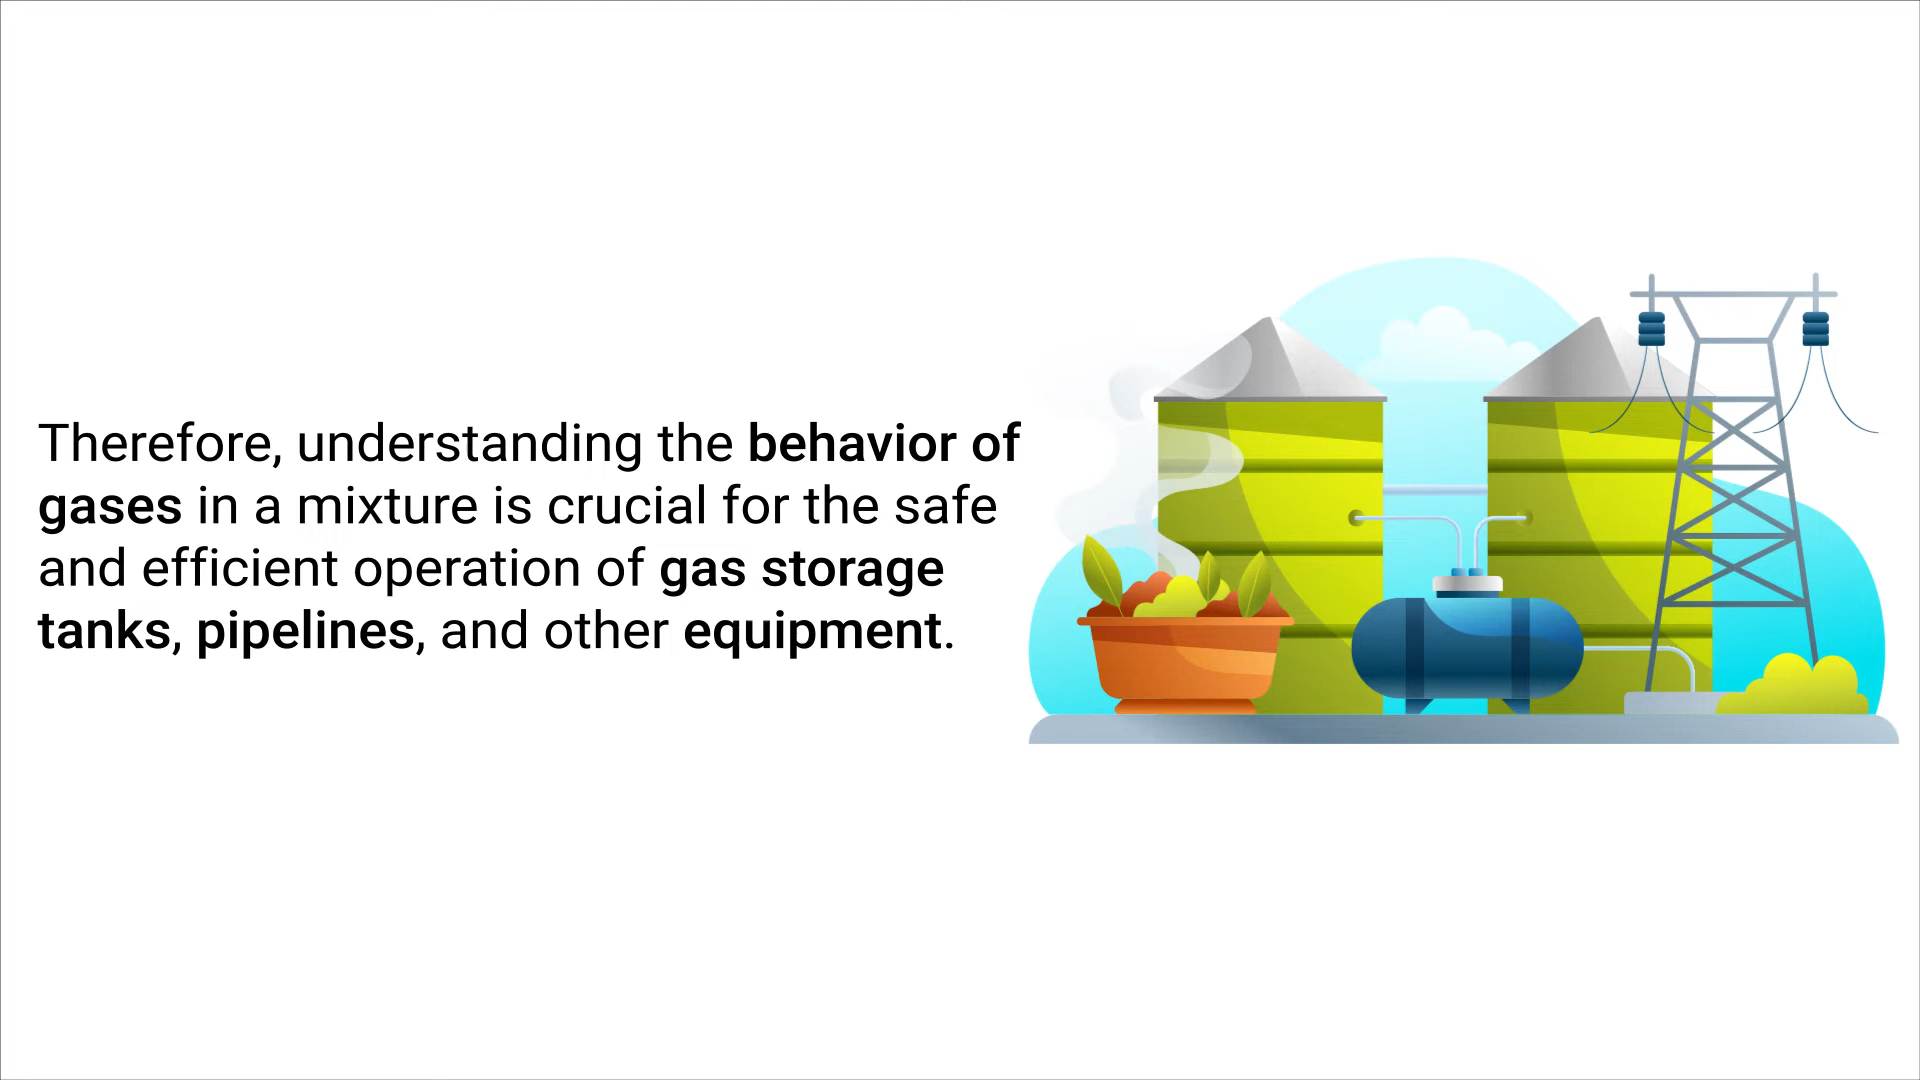 Therefore, understanding the behavior of
gases in a mixture is crucial for the safe
and efficient operation of gas storage
tanks, pipelines, and other equipment.